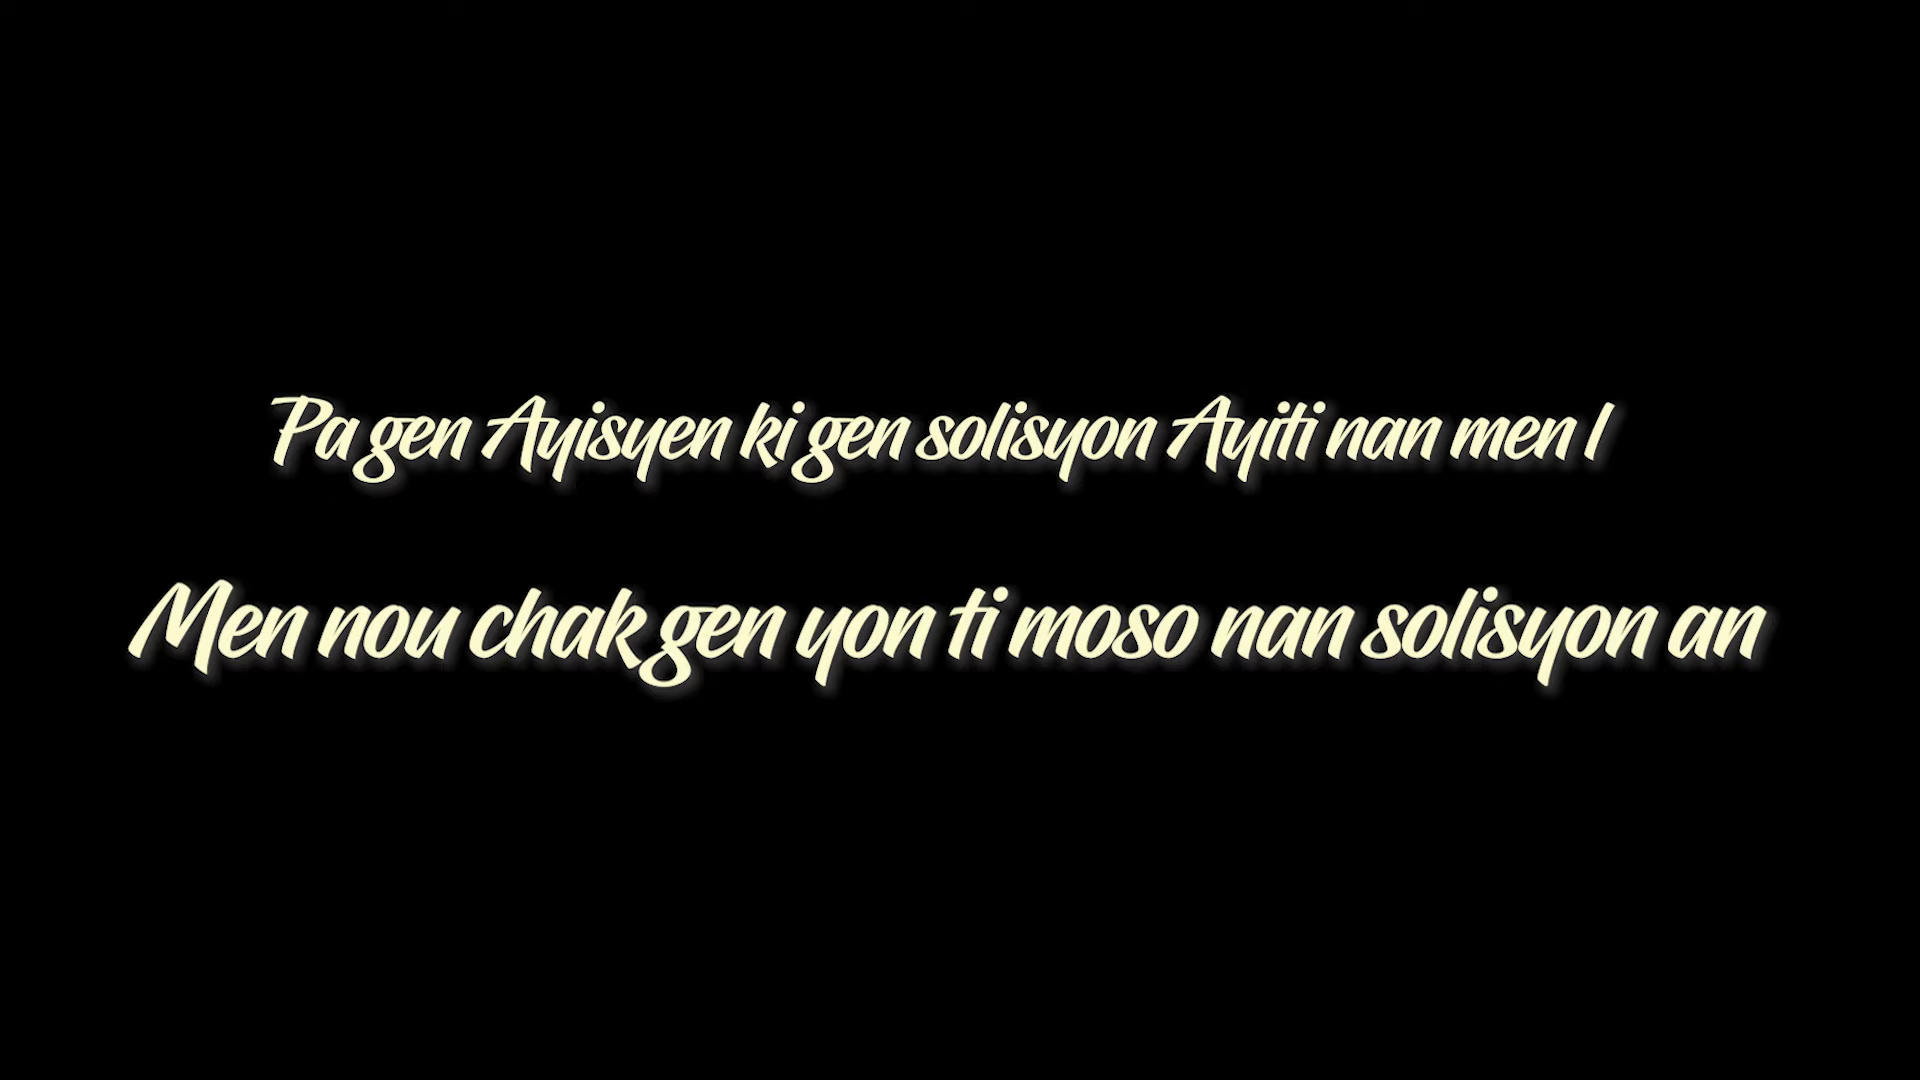 Pa gen Ayisyen ki gen solisyon Ayiti nan men l
Men nou chak gen yon ti moso nan solisyon an